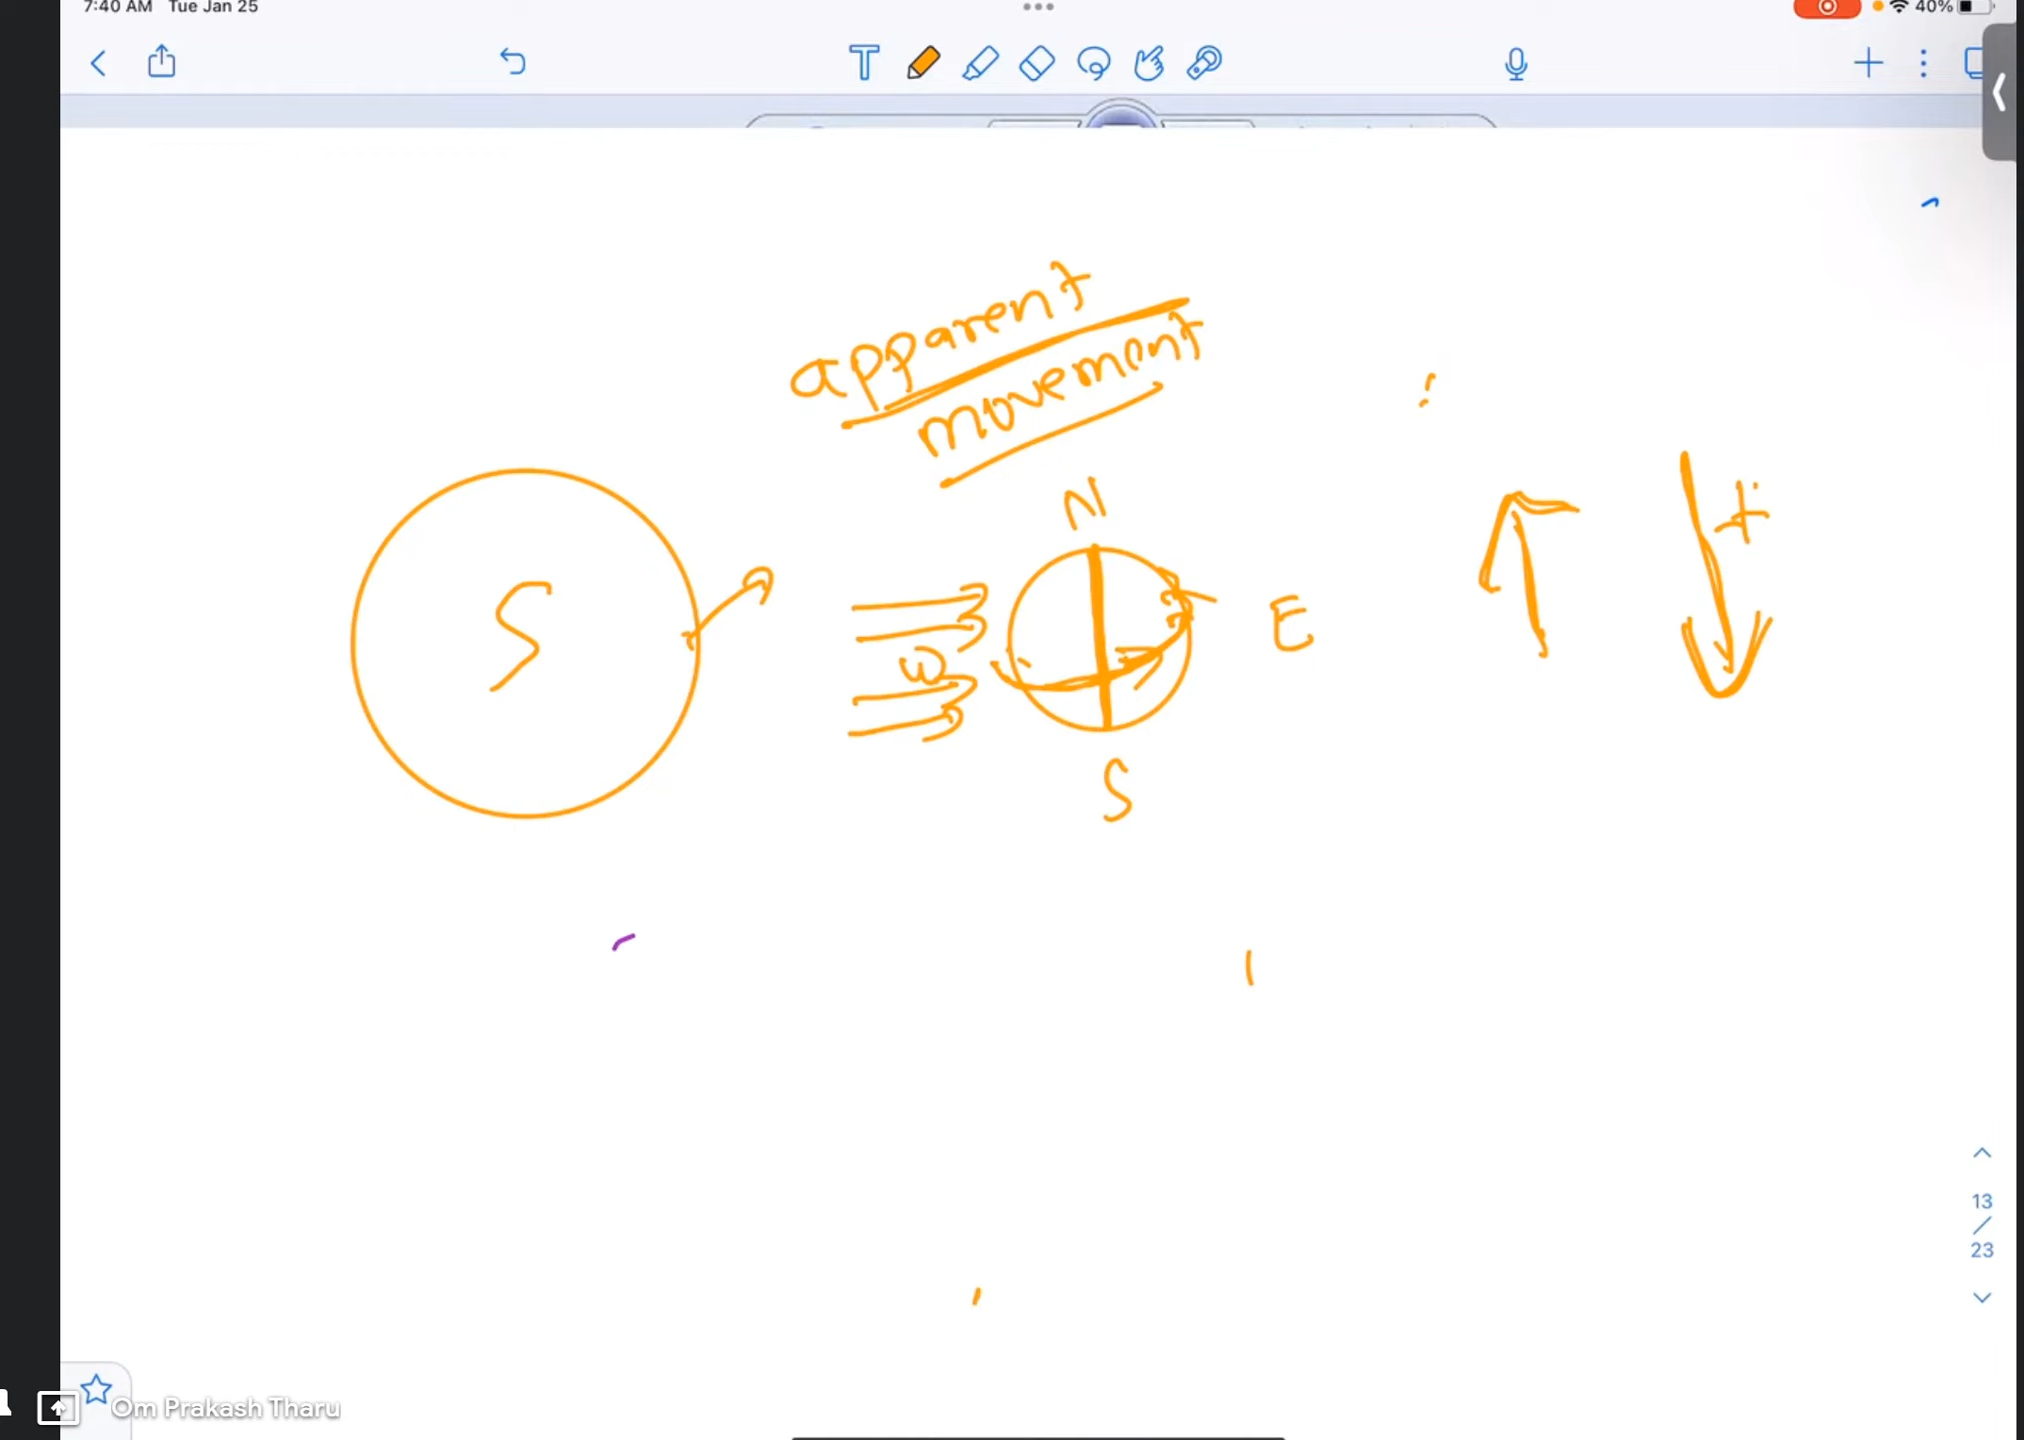 7:40 AM Tue Jan 25
40%
T
apparent
movement
N
S
W
E
S
13
/
23
Om Prakash Tharu